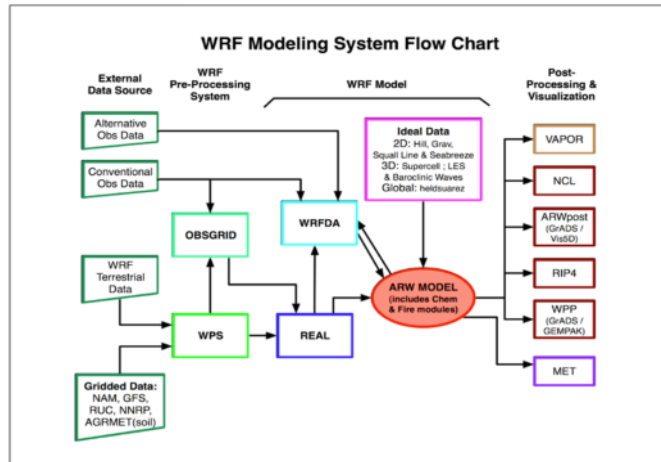 WRF Modeling System Flow Chart
External
Data Source
WRF
Pre-Processing
System
WRF Model
Post-
Processing &
Visualization
Alternative
Obs Data
Conventional
Obs Data
WRF
Terrestrial
Data
Gridded Data:
NAM, GFS,
RUC, NNRP,
AGRMET(soil)
OBSGRID
WPS
WRFDA
REAL
Ideal Data
2D: Hill, Grav,
Squall Line & Seabreeze
3D: Supercell ; LES
& Baroclinic Waves
Global: heldsuarez
ARW MODEL
(includes Chem
& Fire modules)
VAPOR
NCL
ARWpost
(GrADS /
Vis5D)
RIP4
WPP
(GrADS /
GEMPAK)
MET